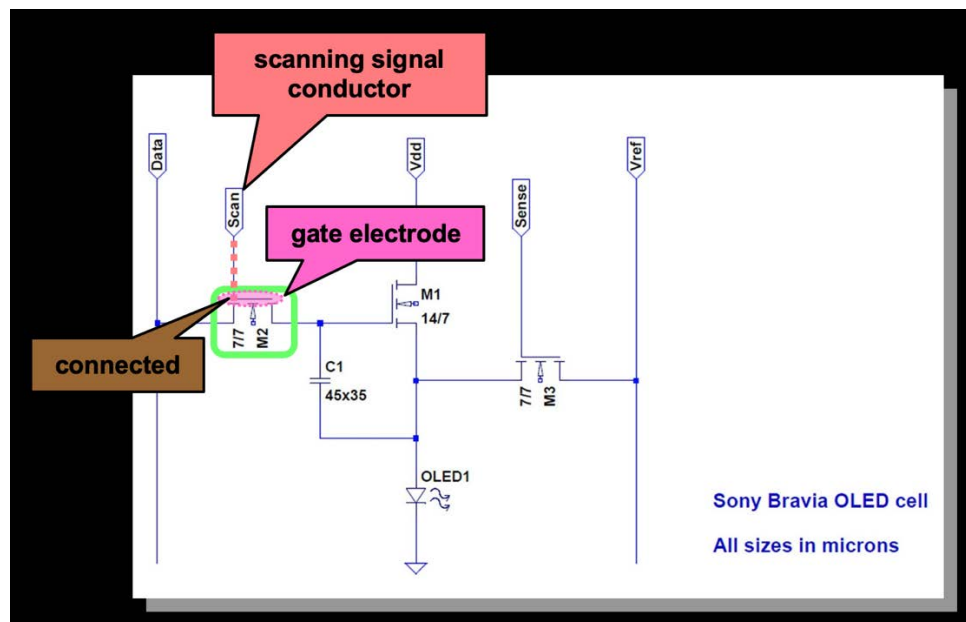 scanning signal
conductor
Data
Scan
Vdd
Sense
Vref
gate electrode
M1
14/7
connected
7/7
M2
C1
45x35
7/7
M3
OLED1
Sony Bravia OLED cell
All sizes in microns